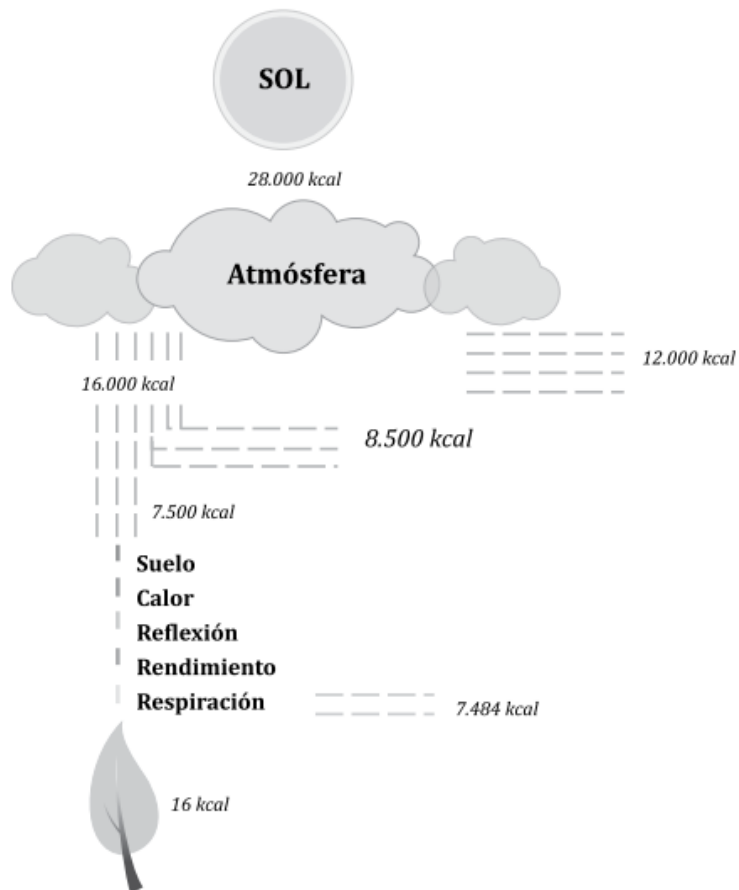 SOL
28.000 kcal
Atmósfera
12.000 kcal
16.000 kcal
8.500 kcal
7.500 kcal
Suelo
Calor
Reflexión
Rendimiento
Respiración
7.484 kcal
16 kcal